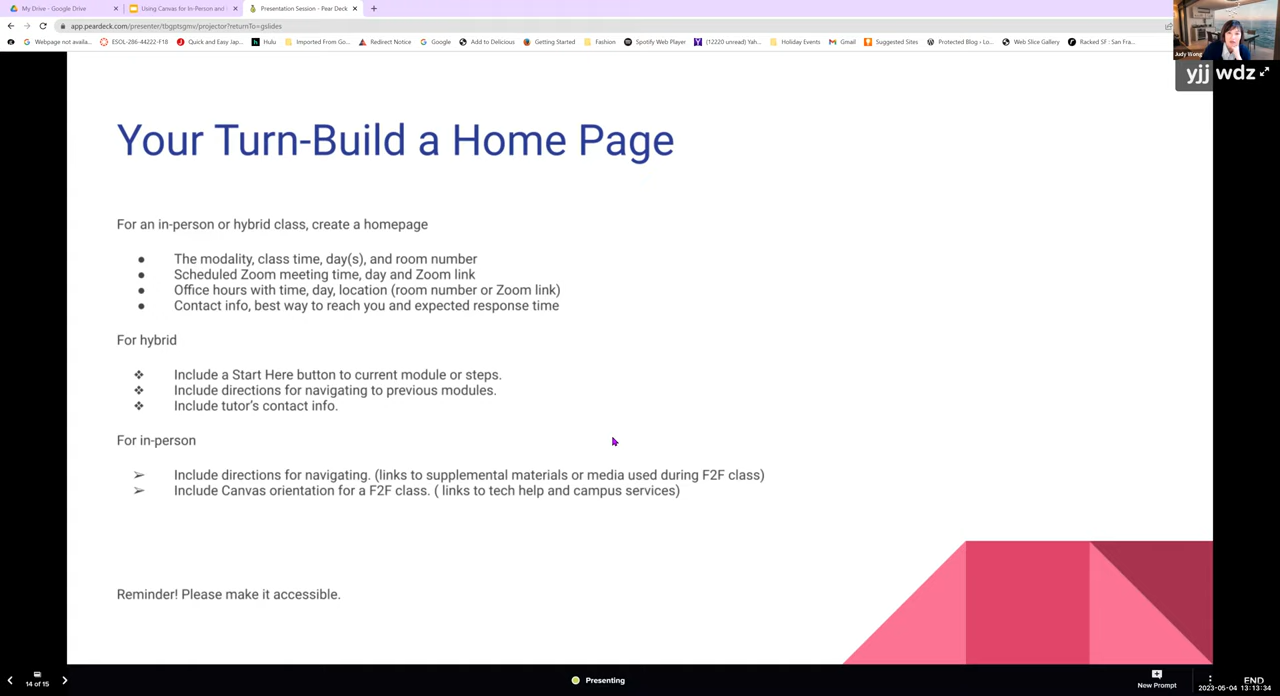 My Drive - Google Drive
Using Canvas for In-Person and
Presentation Session - Pear Deck
app.peardeck.com/presenter/tbgptsgmv/projector?returnTo=gslides
Webpage not availa...
ESOL-286-44222-F18
Quick and Easy Jap...
Hulu
Imported From Go...
Redirect Notice
Google
Add to Delicious
Getting Started
Fashion
Spotify Web Player
(12220 unread) Yah...
Holiday Events
Gmail
Suggested Sites
Protected Blog ‹ Lo...
Web Slice Gallery
Racked SF : San Fra...
Judy Wong
yjj wdz
Your Turn-Build a Home Page
For an in-person or hybrid class, create a homepage
● The modality, class time, day(s), and room number
● Scheduled Zoom meeting time, day and Zoom link
● Office hours with time, day, location (room number or Zoom link)
● Contact info, best way to reach you and expected response time
For hybrid
❖ Include a Start Here button to current module or steps.
❖ Include directions for navigating to previous modules.
❖ Include tutor's contact info.
For in-person
➢ Include directions for navigating. (links to supplemental materials or media used during F2F class)
➢ Include Canvas orientation for a F2F class. ( links to tech help and campus services)
Reminder! Please make it accessible.
14 of 15
Presenting
New Prompt
END
2023-05-04 13:13:34